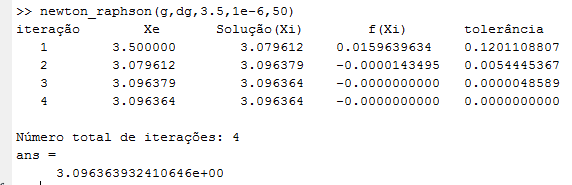 >> newton_raphson(g,dg,3.5,1e-6,50)
iteração Xe Solução(Xi) f(Xi) tolerância
1 3.500000 3.079612 0.0159639634 0.1201108807
2 3.079612 3.096379 -0.0000143495 0.0054445367
3 3.096379 3.096364 -0.0000000000 0.0000048589
4 3.096364 3.096364 -0.0000000000 0.0000000000
Número total de iterações: 4
ans =
3.096363932410646e+00